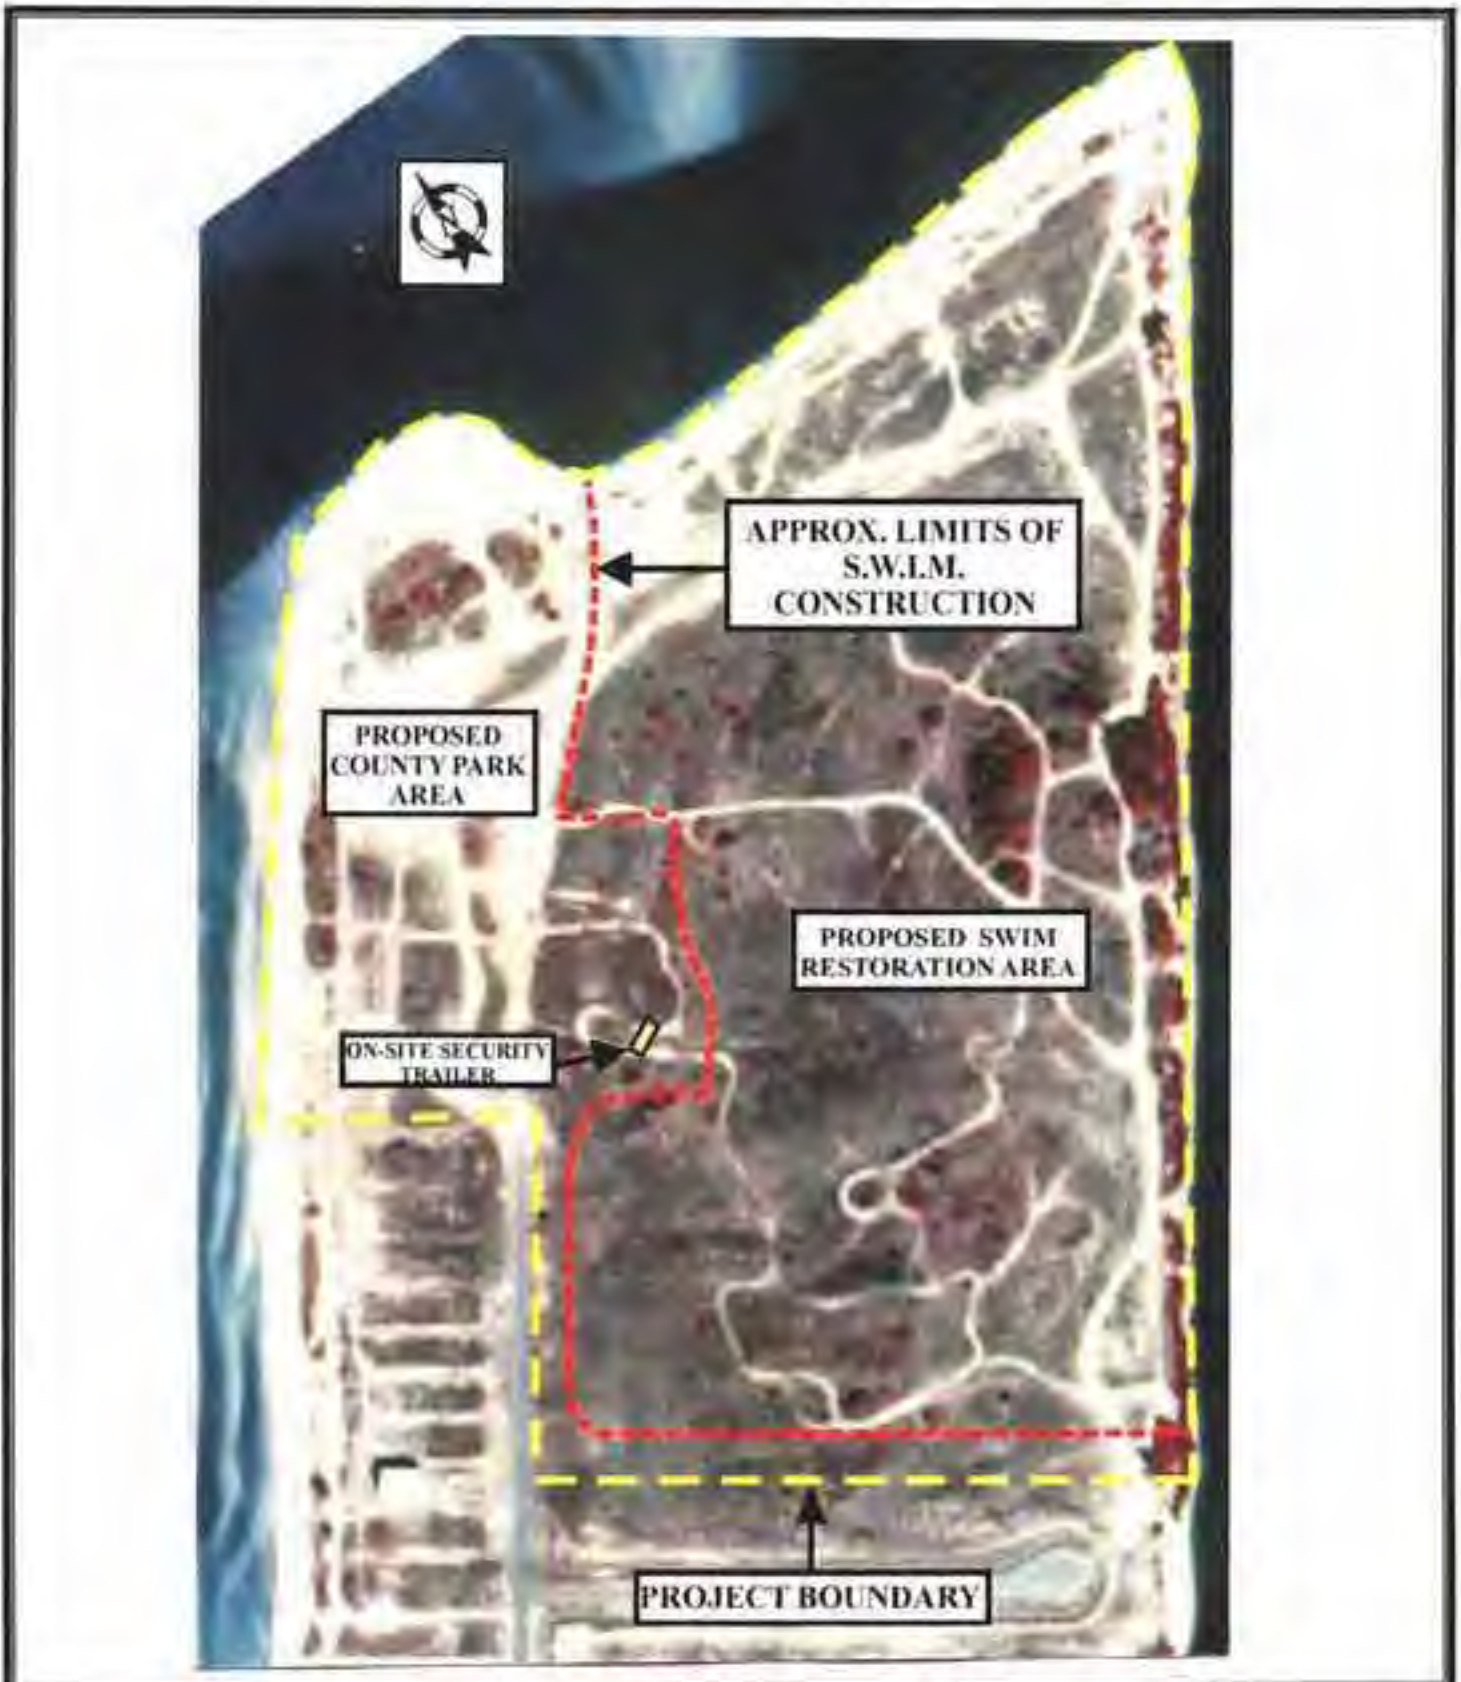 APPROX. LIMITS OF
S.W.I.M.
CONSTRUCTION
PROPOSED
COUNTY PARK
AREA
PROPOSED SWIM
RESTORATION AREA
ON-SITE SECURITY
TRAILER
PROJECT BOUNDARY